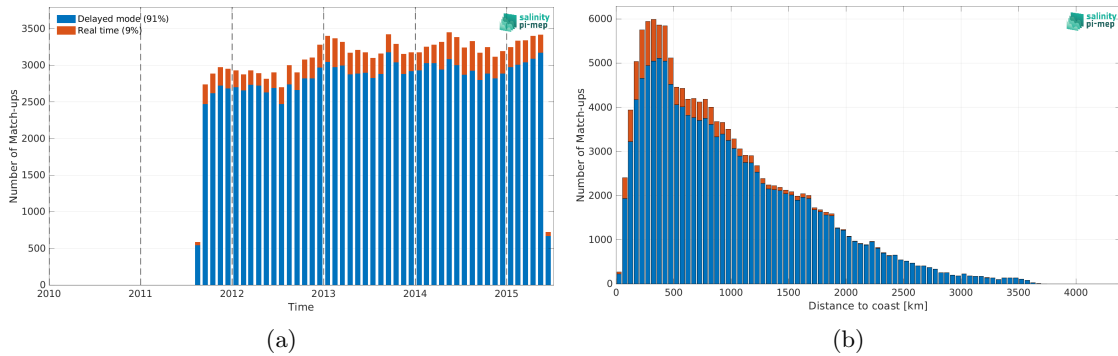 Delayed mode (91%)
Real time (9%)
salinity
pi-mep
Number of Match-ups
3500
3000
2500
2000
1500
1000
500
0
2010
2011
2012
2013
2014
2015
Time
(a)
salinity
pi-mep
Number of Match-ups
6000
5000
4000
3000
2000
1000
0
0
500
1000
1500
2000
2500
3000
3500
4000
Distance to coast [km]
(b)